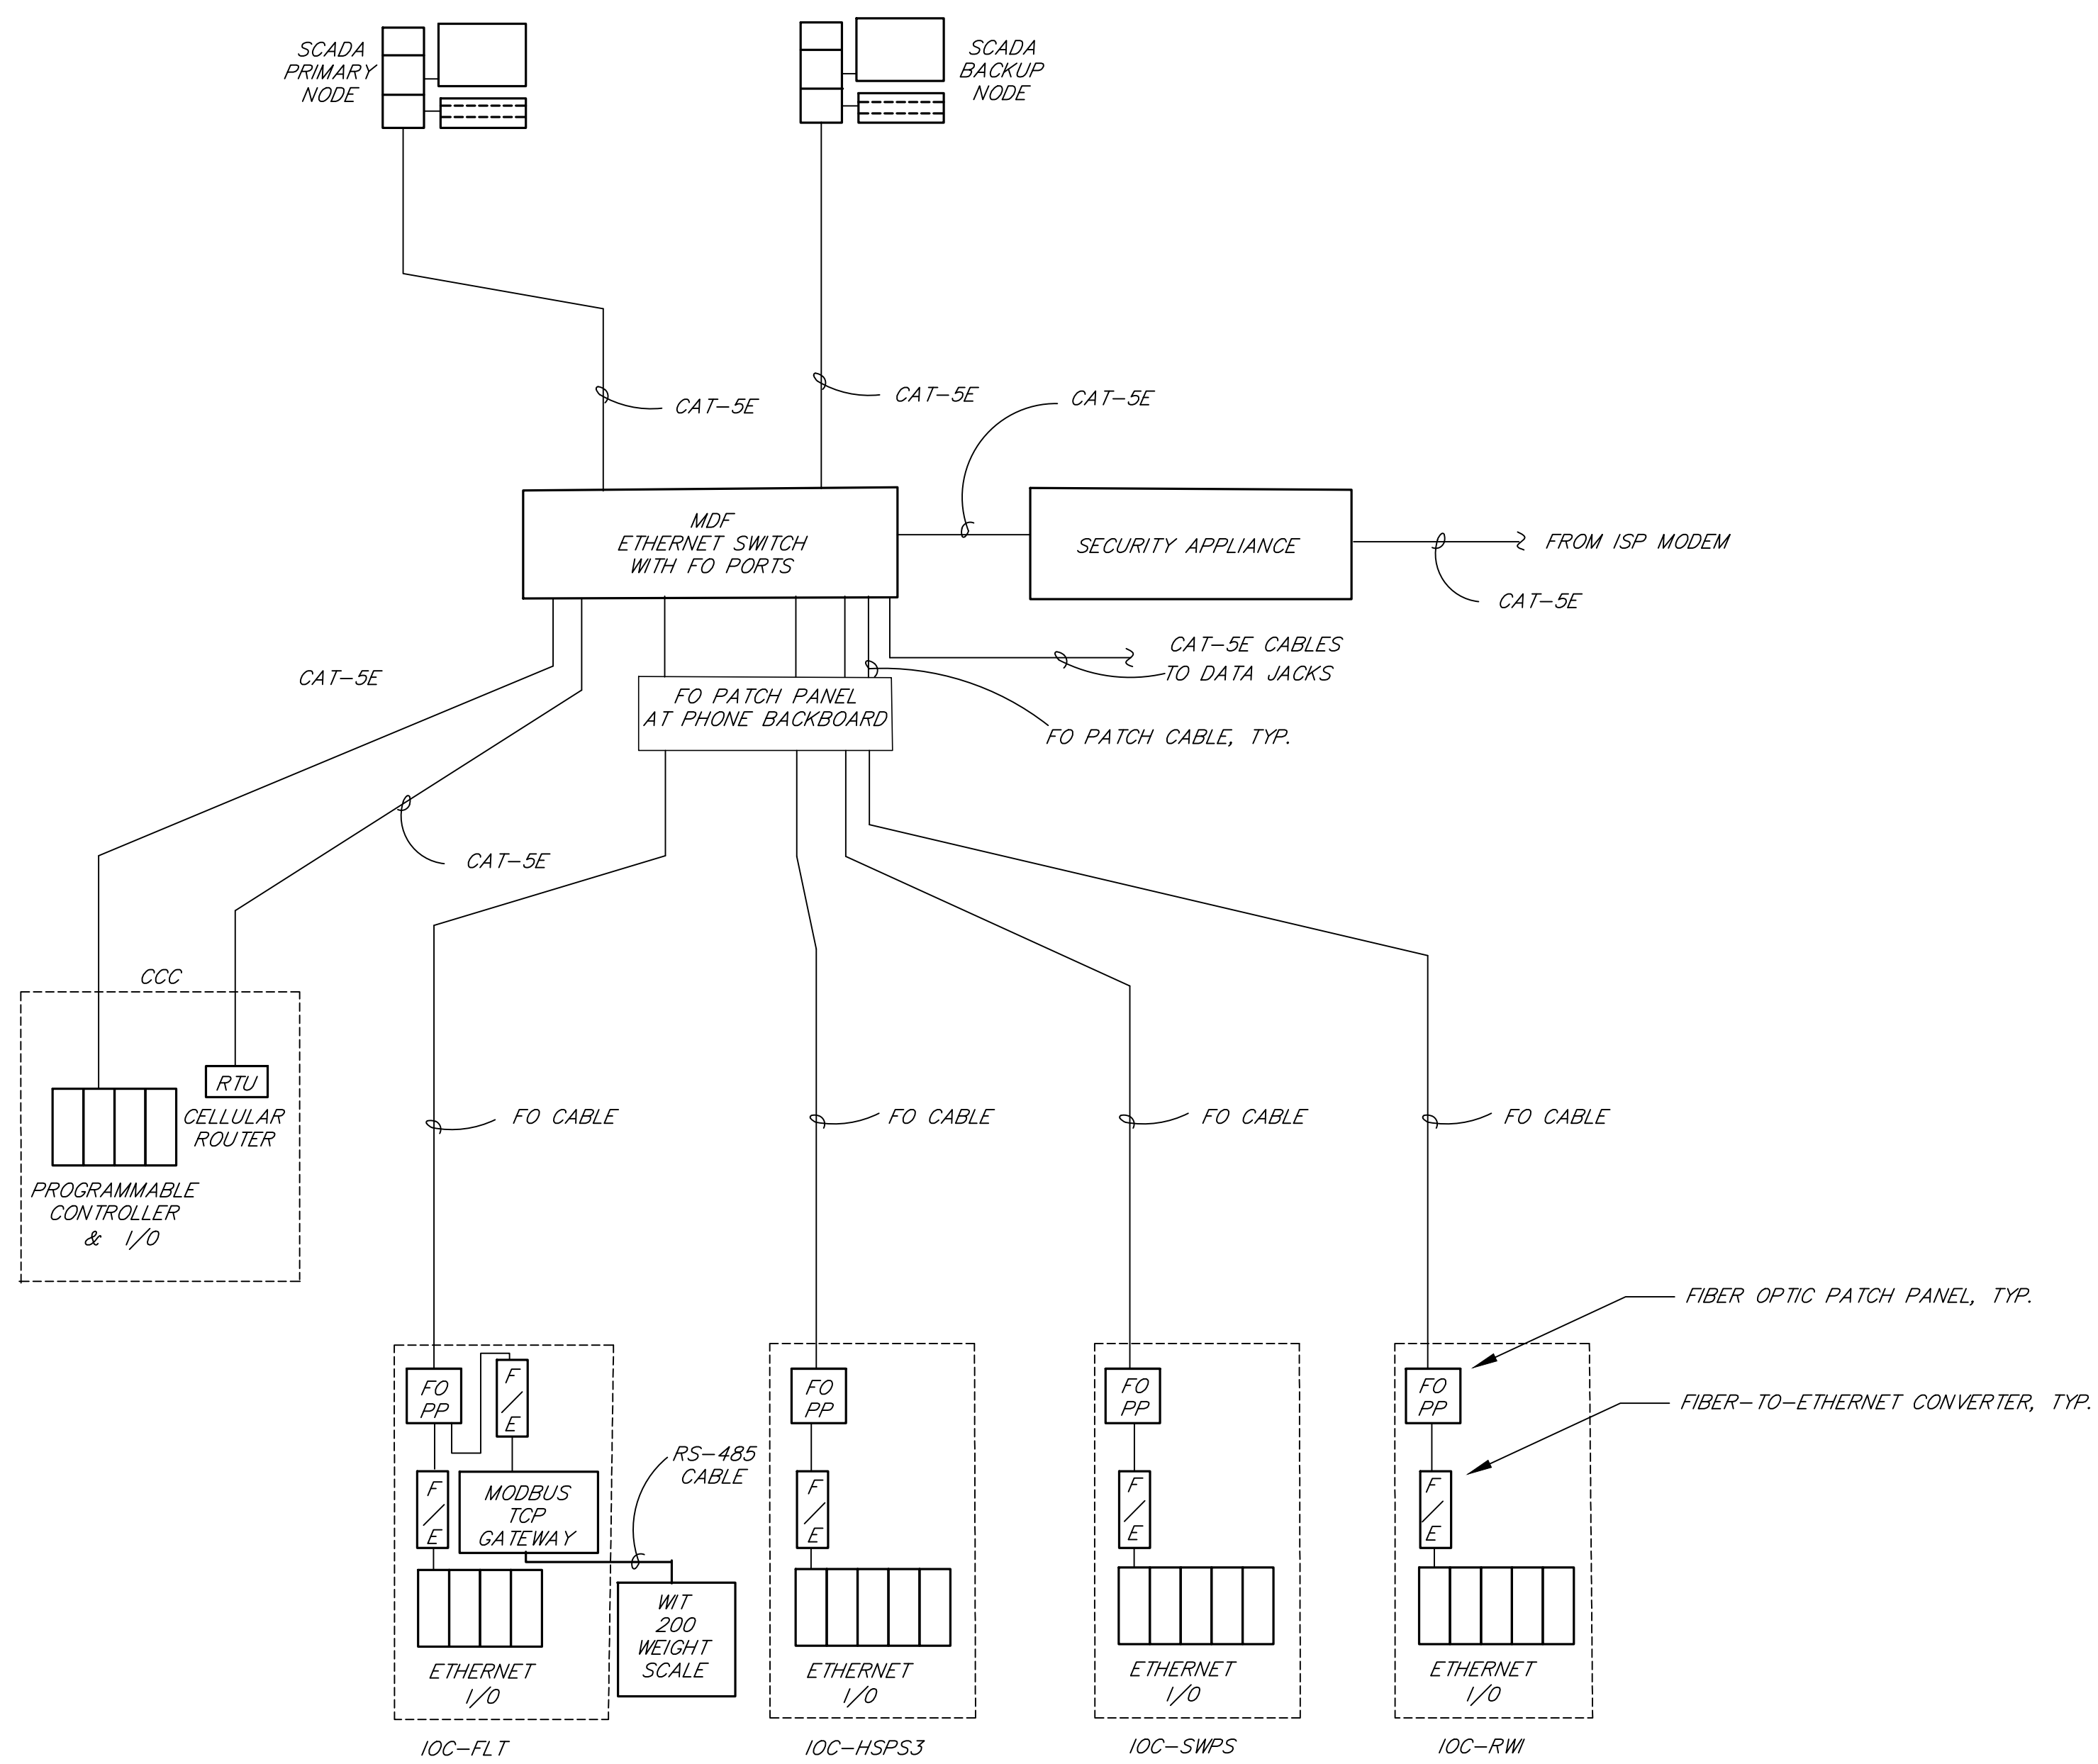 SCADA
PRIMARY
NODE
SCADA
BACKUP
NODE
CAT-5E
CAT-5E
CAT-5E
MDF
ETHERNET SWITCH
WITH FO PORTS
SECURITY APPLIANCE
FROM ISP MODEM
CAT-5E
CAT-5E CABLES
TO DATA JACKS
CAT-5E
FO PATCH PANEL
AT PHONE BACKBOARD
FO PATCH CABLE, TYP.
CAT-5E
CCC
RTU
CELLULAR
ROUTER
PROGRAMMABLE
CONTROLLER
& I/O
FO CABLE
FO CABLE
FO CABLE
FO CABLE
FIBER OPTIC PATCH PANEL, TYP.
FIBER-TO-ETHERNET CONVERTER, TYP.
FO
PP
F
/
E
F
/
E
MODBUS
TCP
GATEWAY
RS-485
CABLE
WIT
200
WEIGHT
SCALE
ETHERNET
I/O
IOC-FLT
FO
PP
F
/
E
ETHERNET
I/O
IOC-HSPS3
FO
PP
F
/
E
ETHERNET
I/O
IOC-SWPS
FO
PP
F
/
E
ETHERNET
I/O
IOC-RWI